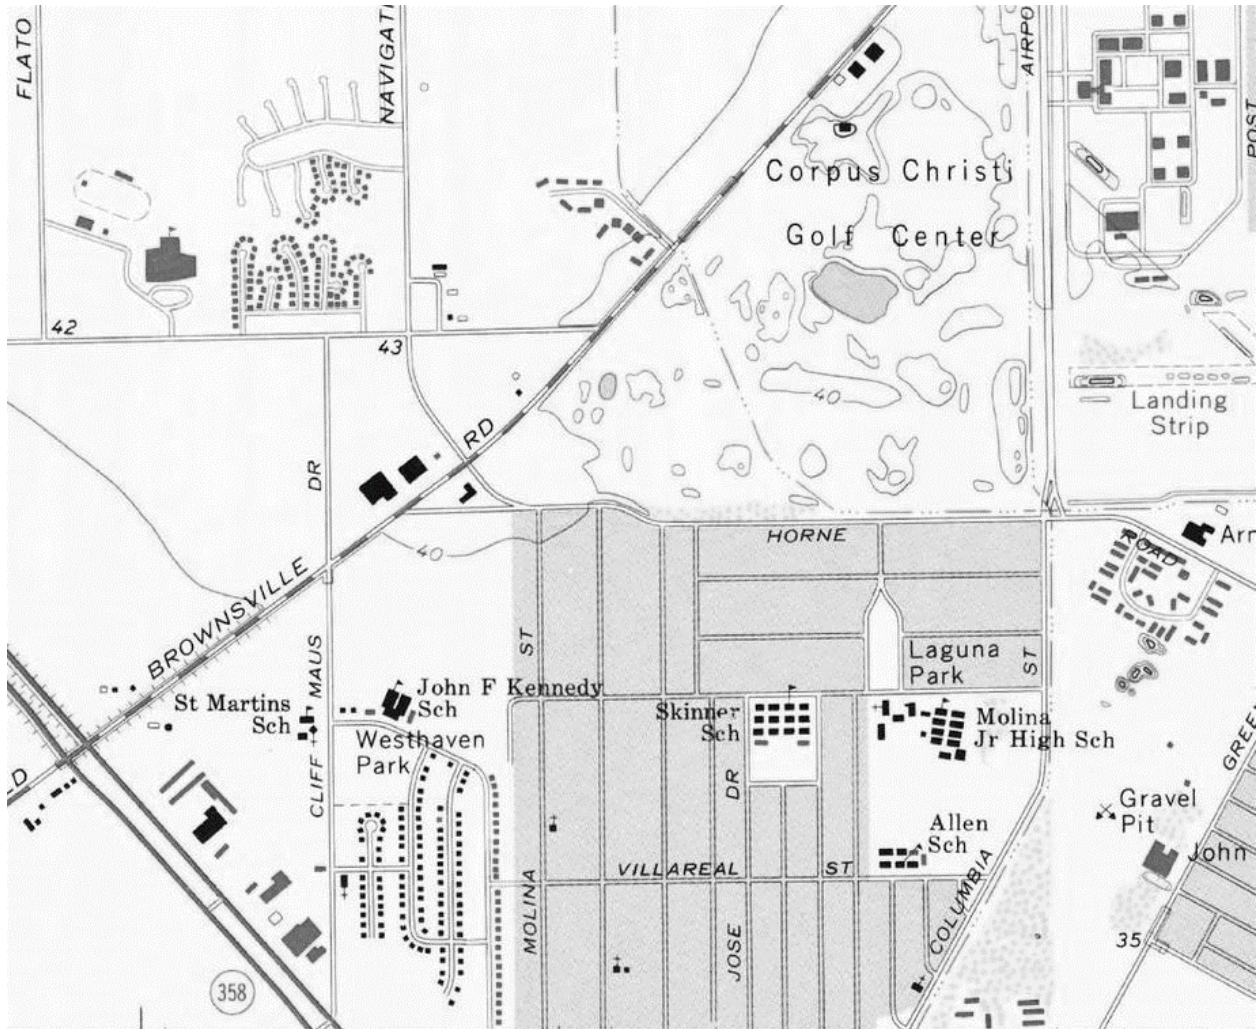 FLATO
NAVIGATI
AIRPO
POST
Corpus Christi
Golf Center
42
43
40
Landing
Strip
RD
DR
40
HORNE
ROAD
BROWNSVILLE
ST
Laguna
Park
ST
MAUS
John F Kennedy
Sch
St Martins
Sch
Skinner
Sch
Molina
Jr High Sch
Westhaven
Park
CLIFF
DR
GREE
Gravel
Pit
Allen
Sch
John
VILLAREAL ST
MOLINA
JOSE
COLUMBIA
35
358